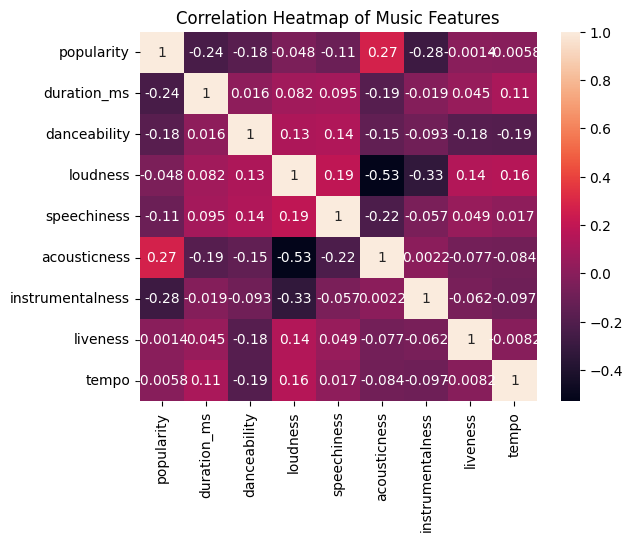 Correlation Heatmap of Music Features
popularity 1 -0.24 -0.18 -0.048 -0.11 0.27 -0.28 -0.0014 -0.0058
duration_ms -0.24 1 0.016 0.082 0.095 -0.19 -0.019 0.045 0.11
danceability -0.18 0.016 1 0.13 0.14 -0.15 -0.093 -0.18 -0.19
loudness -0.048 0.082 0.13 1 0.19 -0.53 -0.33 0.14 0.16
speechiness -0.11 0.095 0.14 0.19 1 -0.22 -0.057 0.049 0.017
acousticness 0.27 -0.19 -0.15 -0.53 -0.22 1 0.0022 -0.077 -0.084
instrumentalness -0.28 -0.019 -0.093 -0.33 -0.057 0.0022 1 -0.062 -0.097
liveness -0.0014 0.045 -0.18 0.14 0.049 -0.077 -0.062 1 -0.0082
tempo -0.0058 0.11 -0.19 0.16 0.017 -0.084 -0.097 -0.0082 1
popularity duration_ms danceability loudness speechiness acousticness instrumentalness liveness tempo
1.0
0.8
0.6
0.4
0.2
0.0
−0.2
−0.4